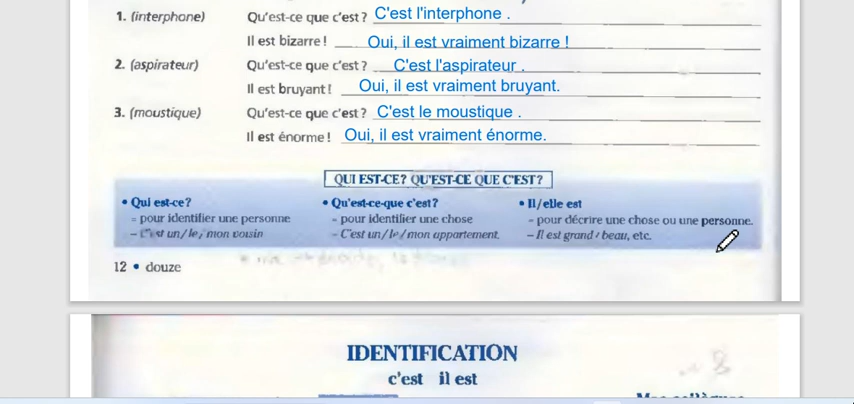 1. (interphone) Qu'est-ce que c'est ? C'est l'interphone .
Il est bizarre ! Oui, il est vraiment bizarre !
2. (aspirateur) Qu'est-ce que c'est ? C'est l'aspirateur .
Il est bruyant ! Oui, il est vraiment bruyant.
3. (moustique) Qu'est-ce que c'est ? C'est le moustique .
Il est énorme ! Oui, il est vraiment énorme.
QUI EST-CE? QU'EST-CE QUE C'EST?
• Qui est-ce?
= pour identifier une personne
– C'est un/le/mon cousin
• Qu'est-ce-que c'est?
- pour identifier une chose
– C'est un/le/mon appartement.
• Il/elle est
- pour décrire une chose ou une personne.
– Il est grand/beau, etc.
12 • douze
IDENTIFICATION
c'est il est